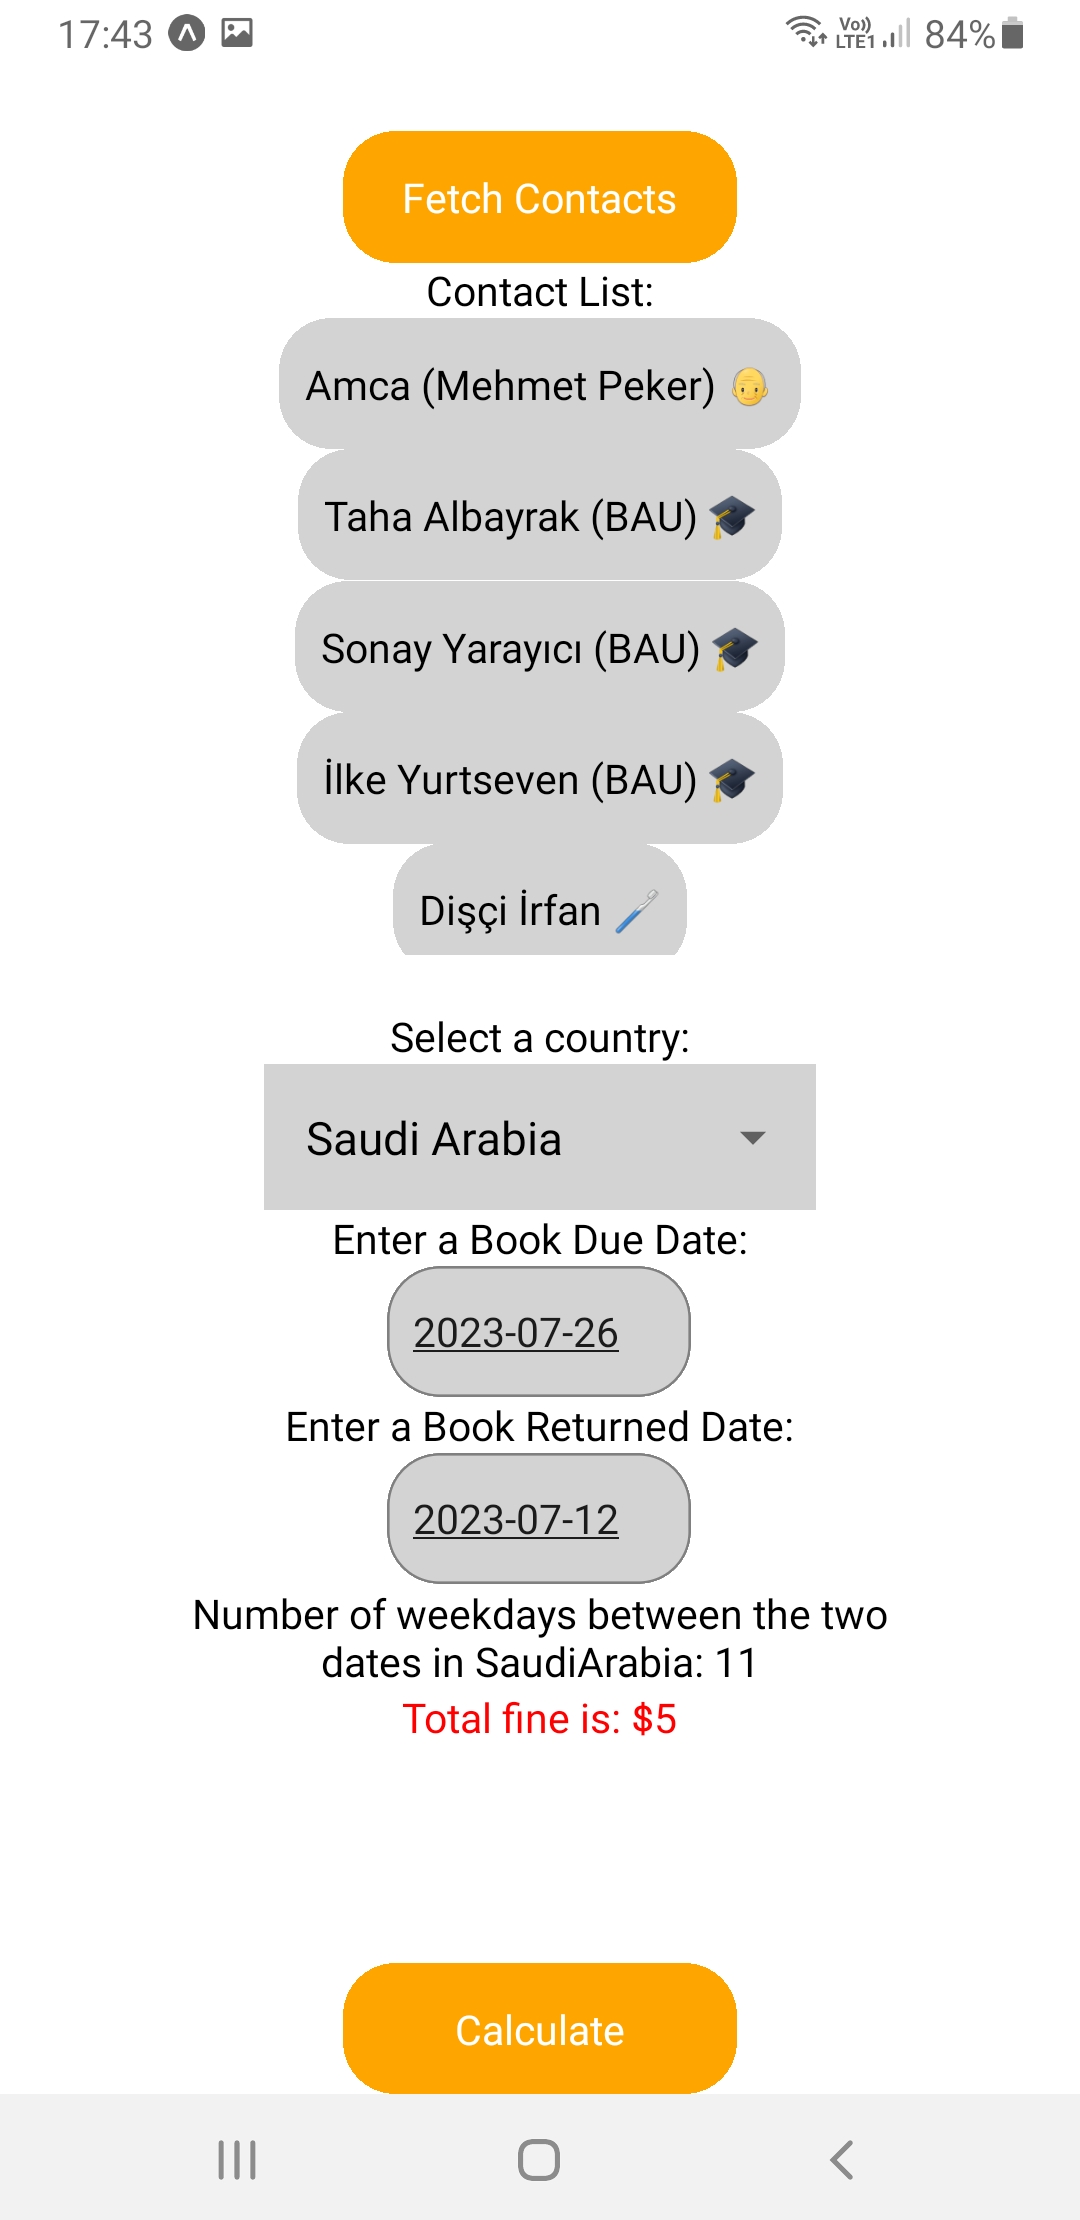 17:43 Vo)) LTE1 84%
Fetch Contacts
Contact List:
Amca (Mehmet Peker) 👴
Taha Albayrak (BAU) 🎓
Sonay Yarayıcı (BAU) 🎓
İlke Yurtseven (BAU) 🎓
Dişçi İrfan 🪥
Select a country:
Saudi Arabia
Enter a Book Due Date:
2023-07-26
Enter a Book Returned Date:
2023-07-12
Number of weekdays between the two
dates in SaudiArabia: 11
Total fine is: $5
Calculate